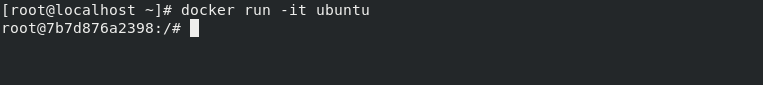 [root@localhost ~]# docker run -it ubuntu
root@7b7d876a2398:/#